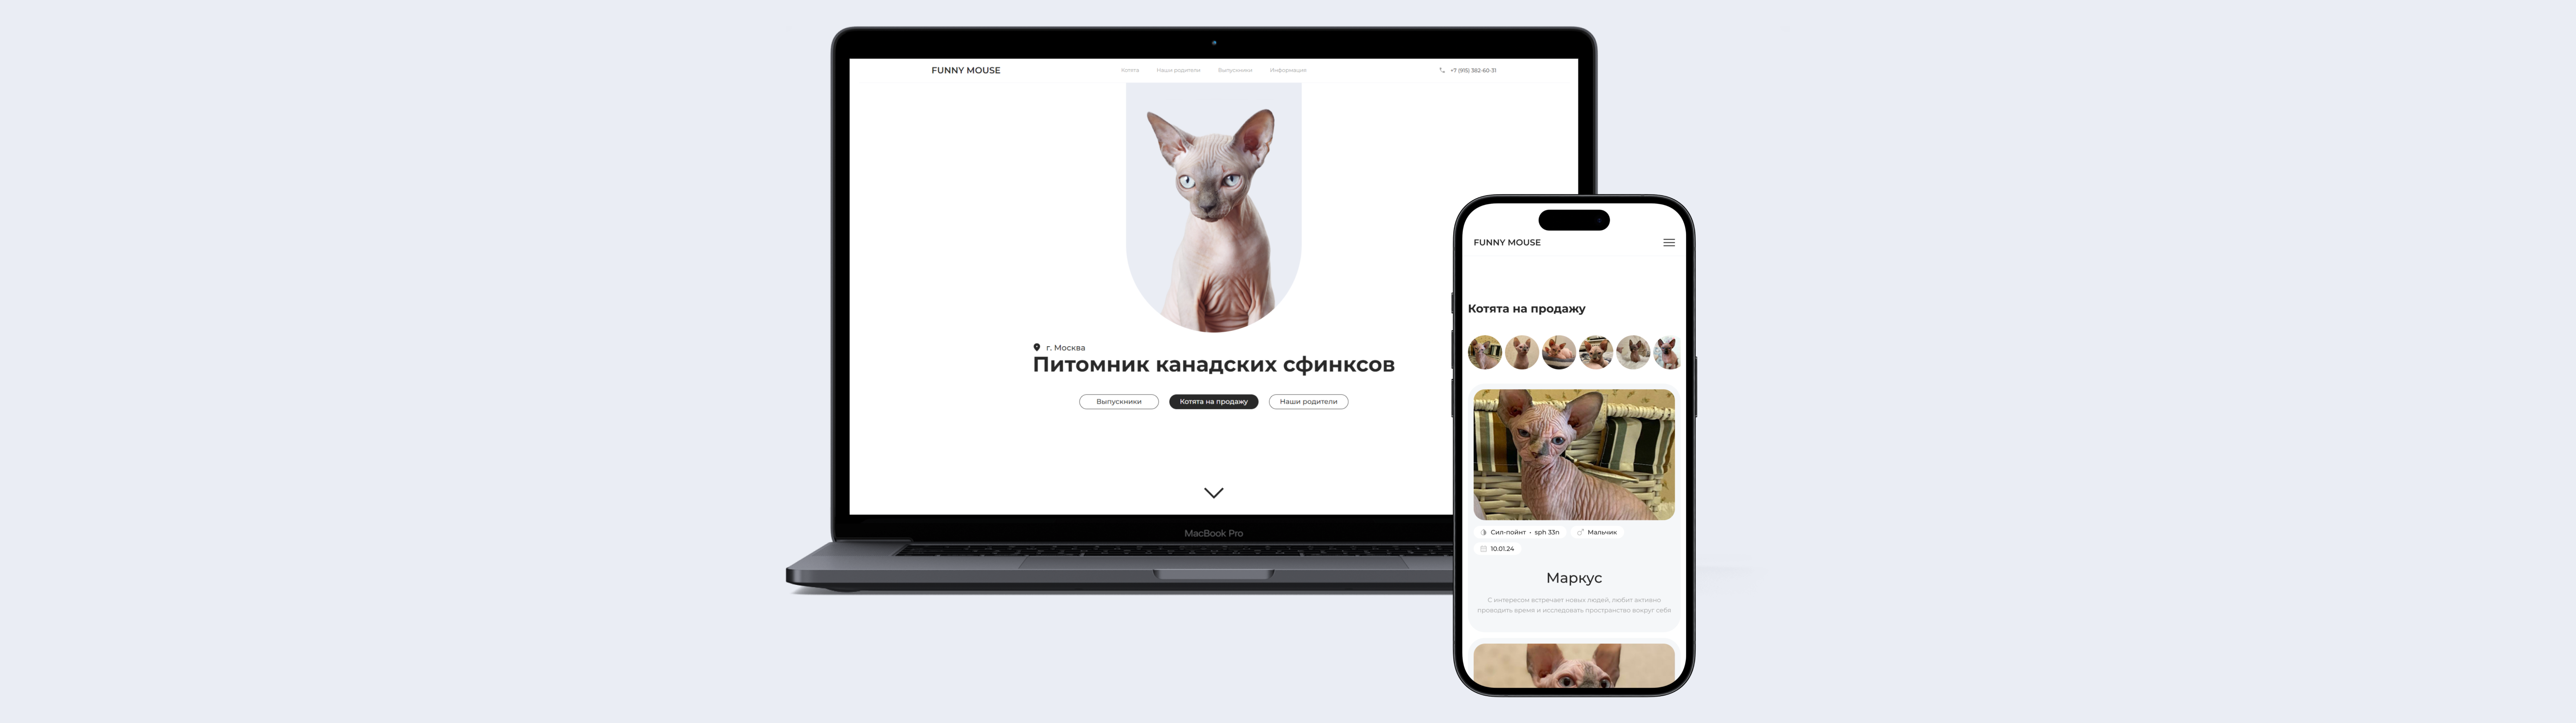 FUNNY MOUSE
Котята Наши родители Выпускники Информация
+7 (915) 382-60-31
г. Москва
Питомник канадских сфинксов
Выпускники Котята на продажу Наши родители
MacBook Pro
FUNNY MOUSE
Котята на продажу
Сил-поинт • sph 33n Мальчик
10.01.24
Маркус
С интересом встречает новых людей, любит активно
проводить время и исследовать пространство вокруг себя